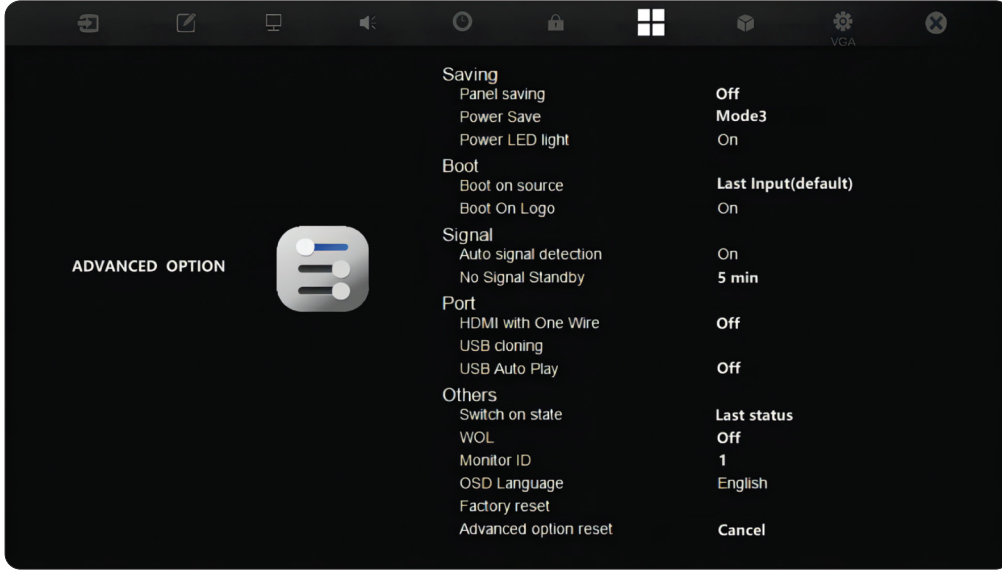 VGA
Saving
Panel saving Off
Power Save Mode3
Power LED light On
Boot
Boot on source Last Input(default)
Boot On Logo On
Signal
Auto signal detection On
No Signal Standby 5 min
ADVANCED OPTION
Port
HDMI with One Wire Off
USB cloning
USB Auto Play Off
Others
Switch on state Last status
WOL Off
Monitor ID 1
OSD Language English
Factory reset
Advanced option reset Cancel